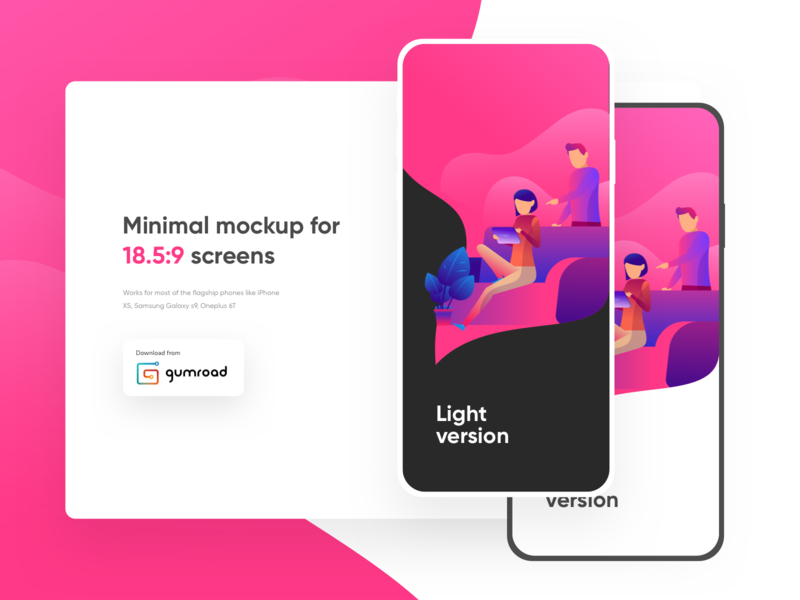 Minimal mockup for
18.5:9 screens
Works for most of the flagship phones like iPhone
XS, Samsung Galaxy s9, Oneplus 6T
Download from
gumroad
Light
version
version